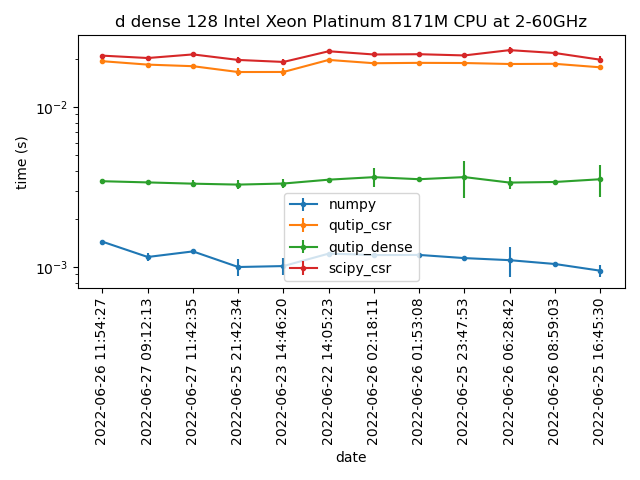 d dense 128 Intel Xeon Platinum 8171M CPU at 2-60GHz
time (s)
10⁻²
10⁻³
numpy
qutip_csr
qutip_dense
scipy_csr
2022-06-26 11:54:27
2022-06-27 09:12:13
2022-06-27 11:42:35
2022-06-25 21:42:34
2022-06-23 14:46:20
2022-06-22 14:05:23
2022-06-26 02:18:11
2022-06-26 01:53:08
2022-06-25 23:47:53
2022-06-26 06:28:42
2022-06-26 08:59:03
2022-06-25 16:45:30
date